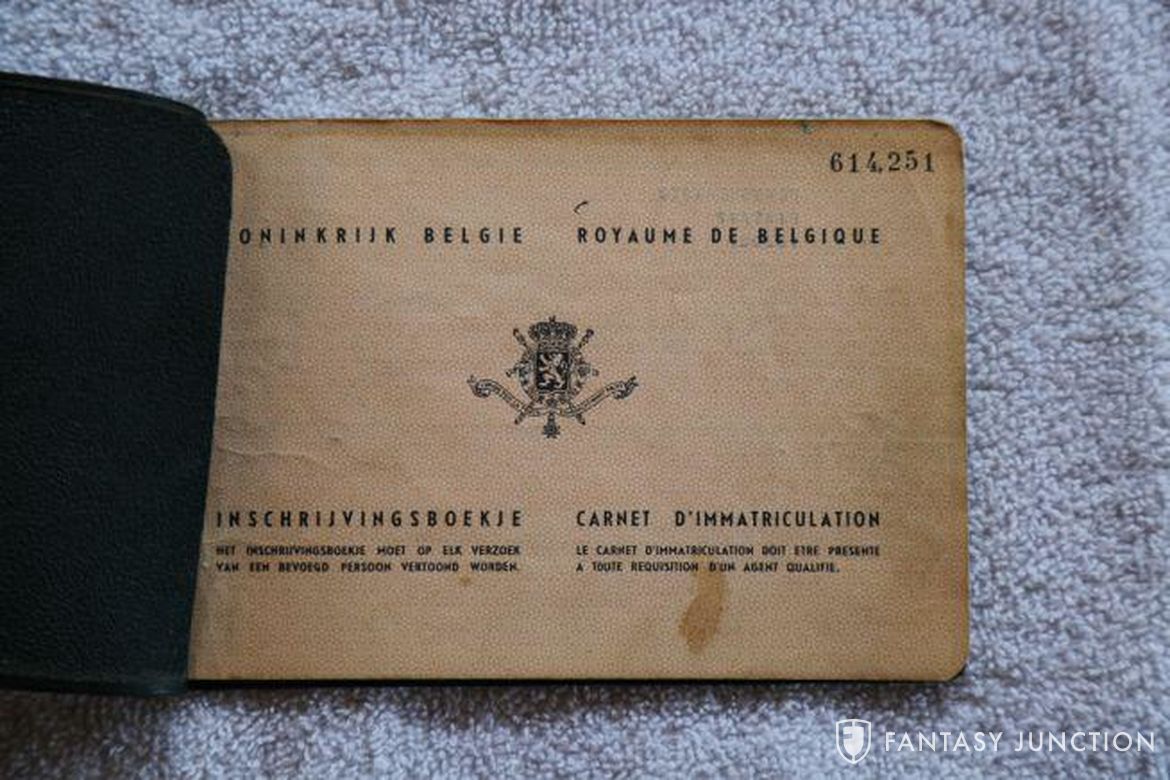 614,251
ONINKRIJK BELGIE
ROYAUME DE BELGIQUE
INSCHRIJVINGSBOEKJE
HET INSCHRIJVINGSBOEKJE MOET OP ELK VERZOEK
VAN EEN BEVOEGD PERSOON VERTOOND WORDEN.
CARNET D'IMMATRICULATION
LE CARNET D'IMMATRICULATION DOIT ETRE PRESENTE
A TOUTE REQUISITION D'UN AGENT QUALIFIE.
FANTASY JUNCTION